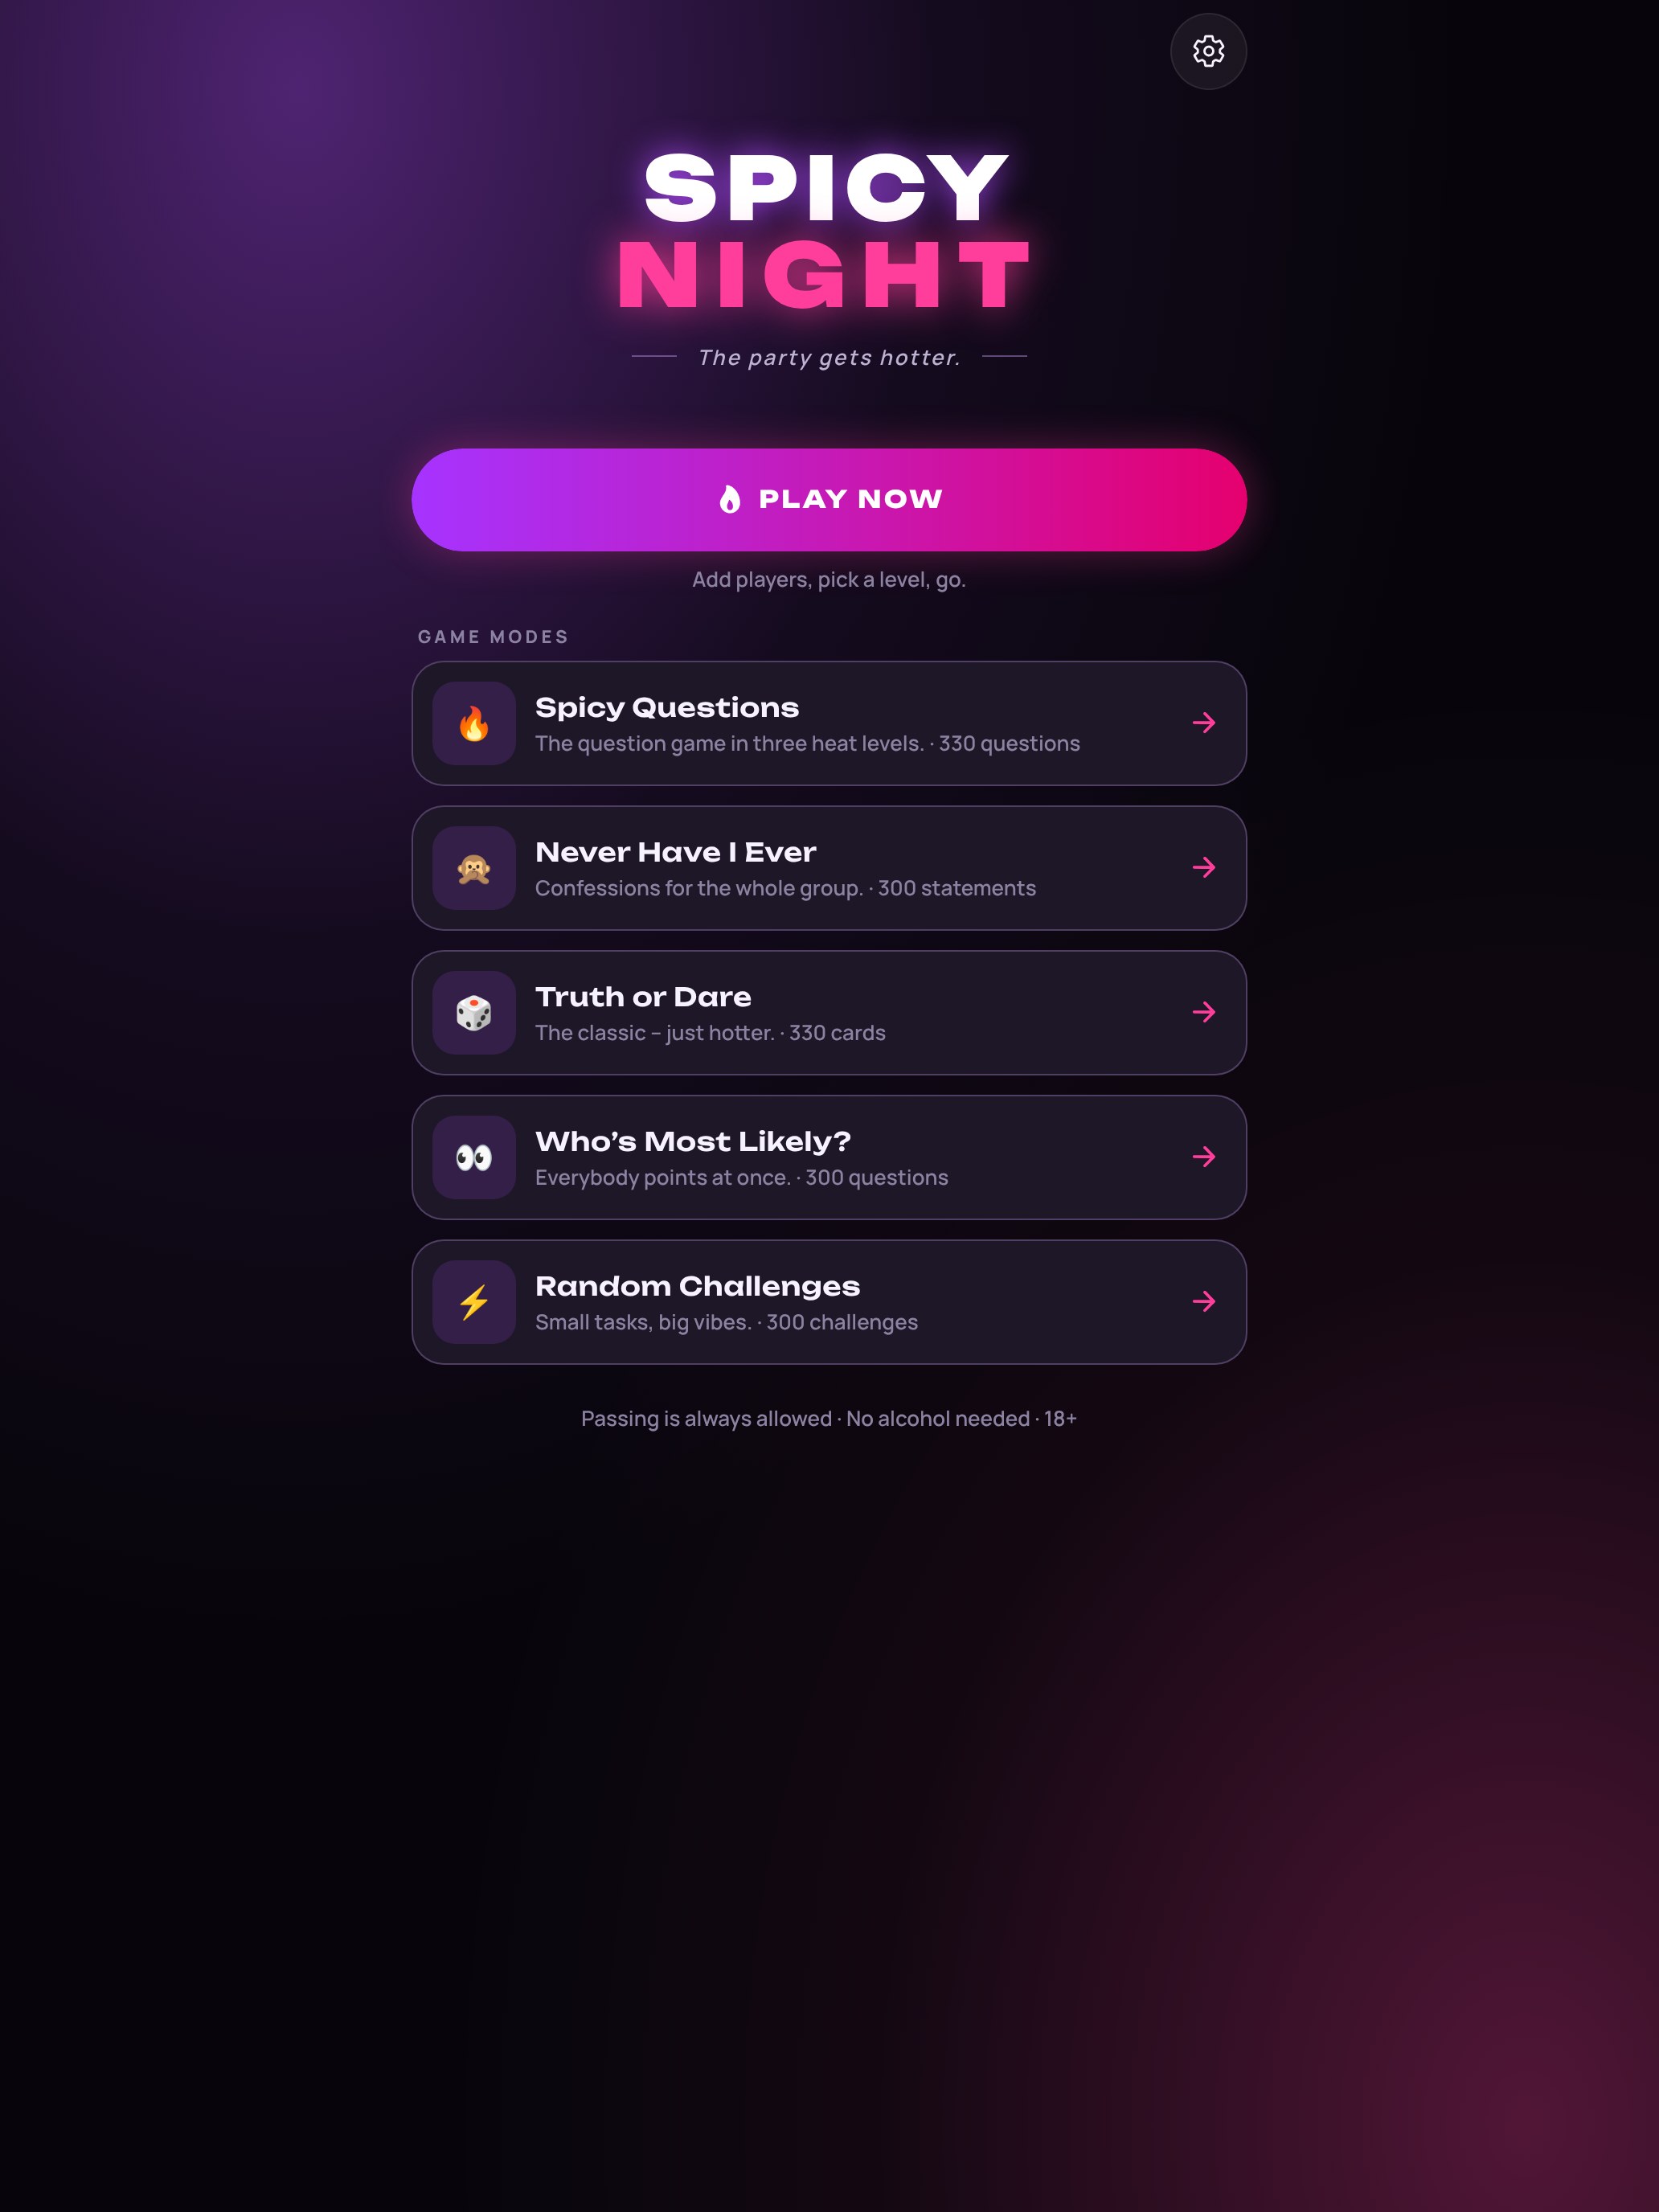 SPICY
NIGHT
The party gets hotter.
PLAY NOW
Add players, pick a level, go.
GAME MODES
Spicy Questions
The question game in three heat levels. · 330 questions
Never Have I Ever
Confessions for the whole group. · 300 statements
Truth or Dare
The classic – just hotter. · 330 cards
Who’s Most Likely?
Everybody points at once. · 300 questions
Random Challenges
Small tasks, big vibes. · 300 challenges
Passing is always allowed · No alcohol needed · 18+